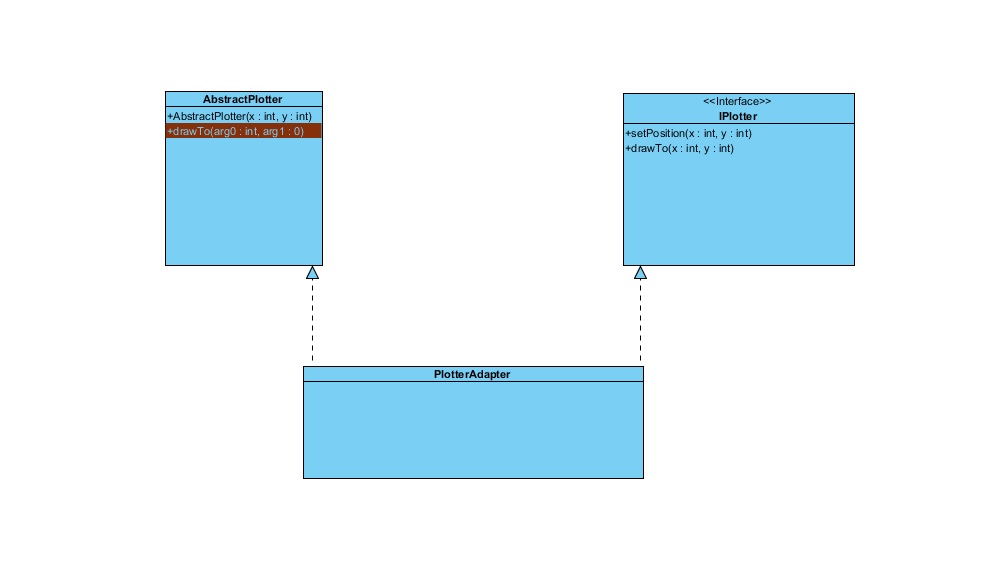 AbstractPlotter
+AbstractPlotter(x : int, y : int)
+drawTo(arg0 : int, arg1 : 0)
<<Interface>>
IPlotter
+setPosition(x : int, y : int)
+drawTo(x : int, y : int)
PlotterAdapter